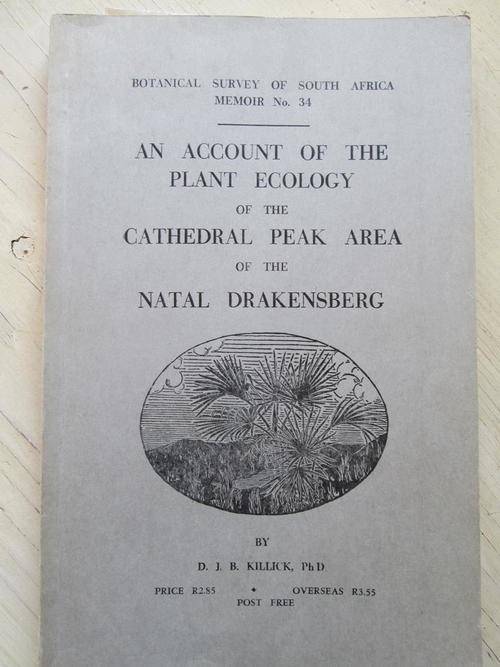 BOTANICAL SURVEY OF SOUTH AFRICA
MEMOIR No. 34
AN ACCOUNT OF THE
PLANT ECOLOGY
OF THE
CATHEDRAL PEAK AREA
OF THE
NATAL DRAKENSBERG
BY
D. J. B. KILLICK, PhD
PRICE R2.85 ✦ OVERSEAS R3.55
POST FREE